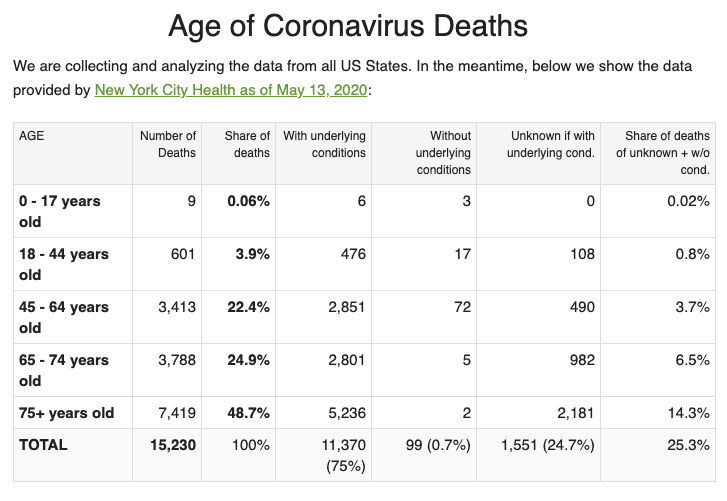 Age of Coronavirus Deaths
We are collecting and analyzing the data from all US States. In the meantime, below we show the data
provided by New York City Health as of May 13, 2020:
AGE Number of Deaths Share of deaths With underlying conditions Without underlying conditions Unknown if with underlying cond. Share of deaths of unknown + w/o cond.
0 - 17 years old 9 0.06% 6 3 0 0.02%
18 - 44 years old 601 3.9% 476 17 108 0.8%
45 - 64 years old 3,413 22.4% 2,851 72 490 3.7%
65 - 74 years old 3,788 24.9% 2,801 5 982 6.5%
75+ years old 7,419 48.7% 5,236 2 2,181 14.3%
TOTAL 15,230 100% 11,370 (75%) 99 (0.7%) 1,551 (24.7%) 25.3%